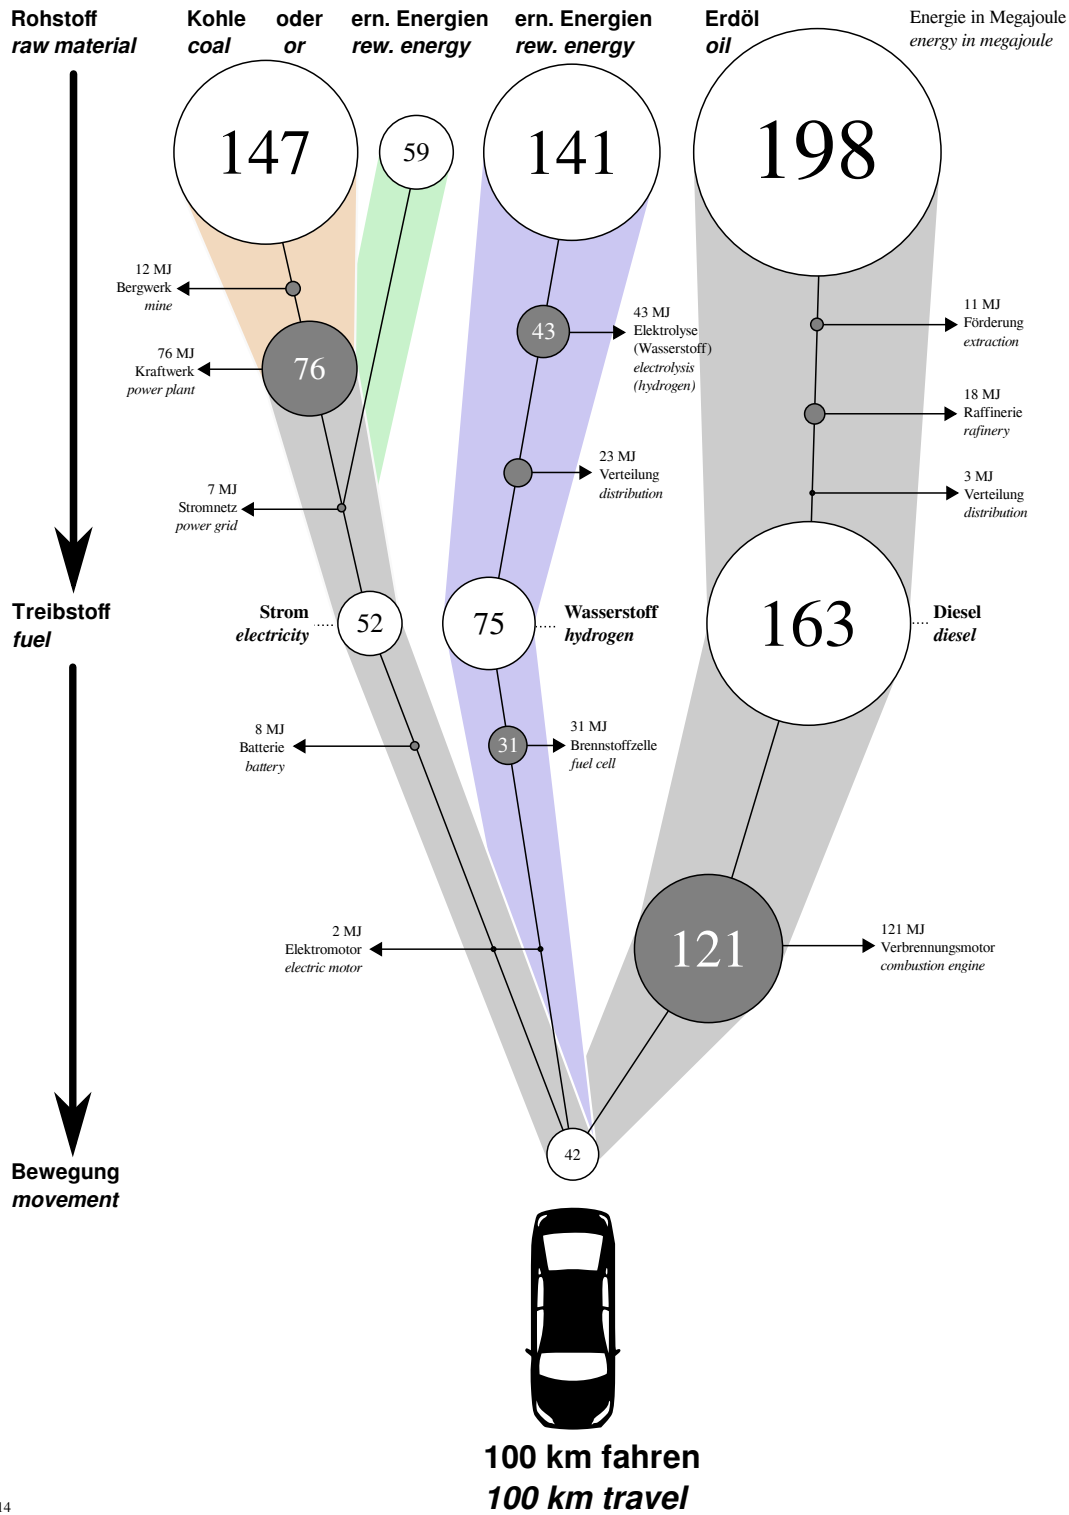 Rohstoff
raw material
Kohle oder ern. Energien
coal or rew. energy
ern. Energien
rew. energy
Erdöl
oil
Energie in Megajoule
energy in megajoule
147
59
141
198
12 MJ
Bergwerk
mine
76 MJ
Kraftwerk
power plant
76
7 MJ
Stromnetz
power grid
43
43 MJ
Elektrolyse
(Wasserstoff)
electrolysis
(hydrogen)
23 MJ
Verteilung
distribution
11 MJ
Förderung
extraction
18 MJ
Raffinerie
rafinery
3 MJ
Verteilung
distribution
Treibstoff
fuel
Strom
electricity
52
75
Wasserstoff
hydrogen
163
Diesel
diesel
8 MJ
Batterie
battery
31
31 MJ
Brennstoffzelle
fuel cell
2 MJ
Elektromotor
electric motor
121
121 MJ
Verbrennungsmotor
combustion engine
Bewegung
movement
42
100 km fahren
100 km travel
14